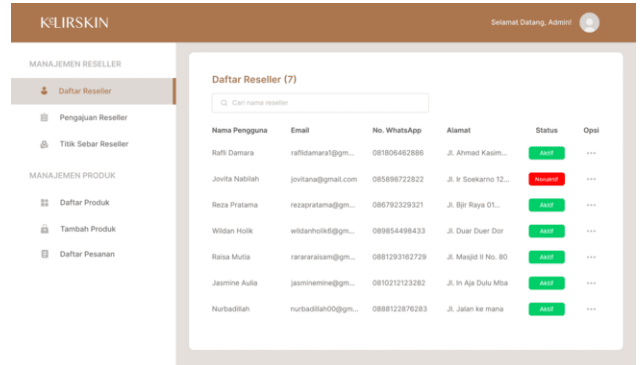 KELIRSKIN
Selamat Datang, Admin!
MANAJEMEN RESELLER
Daftar Reseller
Pengajuan Reseller
Titik Sebar Reseller
MANAJEMEN PRODUK
Daftar Produk
Tambah Produk
Daftar Pesanan
Daftar Reseller (7)
Cari nama reseller
Nama Pengguna Email No. WhatsApp Alamat Status Opsi
Rafli Damara raflidamara1@gm... 081806462886 Jl. Ahmad Kasim... Aktif
Jovita Nabilah jovitana@gmail.com 085898722822 Jl. Ir Soekarno 12... Nonaktif
Reza Pratama rezapratama@gm... 086792329321 Jl. Bjir Raya 01... Aktif
Wildan Holik wildanholik6@gm... 089854498433 Jl. Duar Duer Dor Aktif
Raisa Mutia rarararaisam@gm... 0881293162729 Jl. Masjid II No. 80 Aktif
Jasmine Aulia jasminemine@gm... 0810212123282 Jl. In Aja Dulu Mba Aktif
Nurbadillah nurbadillah00@gm... 0888122876283 Jl. Jalan ke mana Aktif